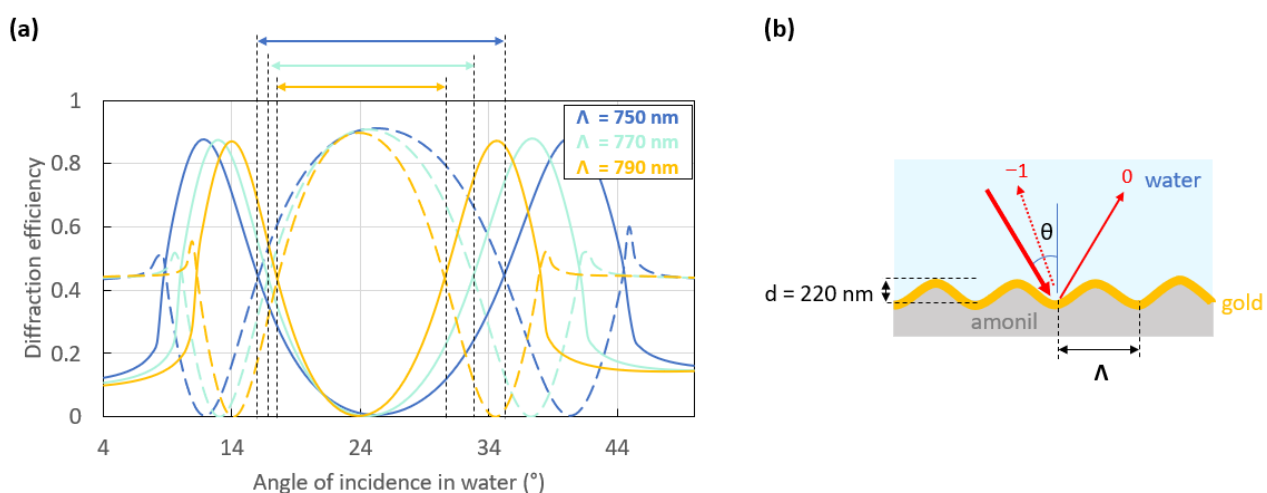 (a)
Diffraction efficiency
1
0.8
0.6
0.4
0.2
0
4 14 24 34 44
Angle of incidence in water (°)
Λ = 750 nm
Λ = 770 nm
Λ = 790 nm
(b)
−1
0
water
θ
d = 220 nm
gold
amonil
Λ